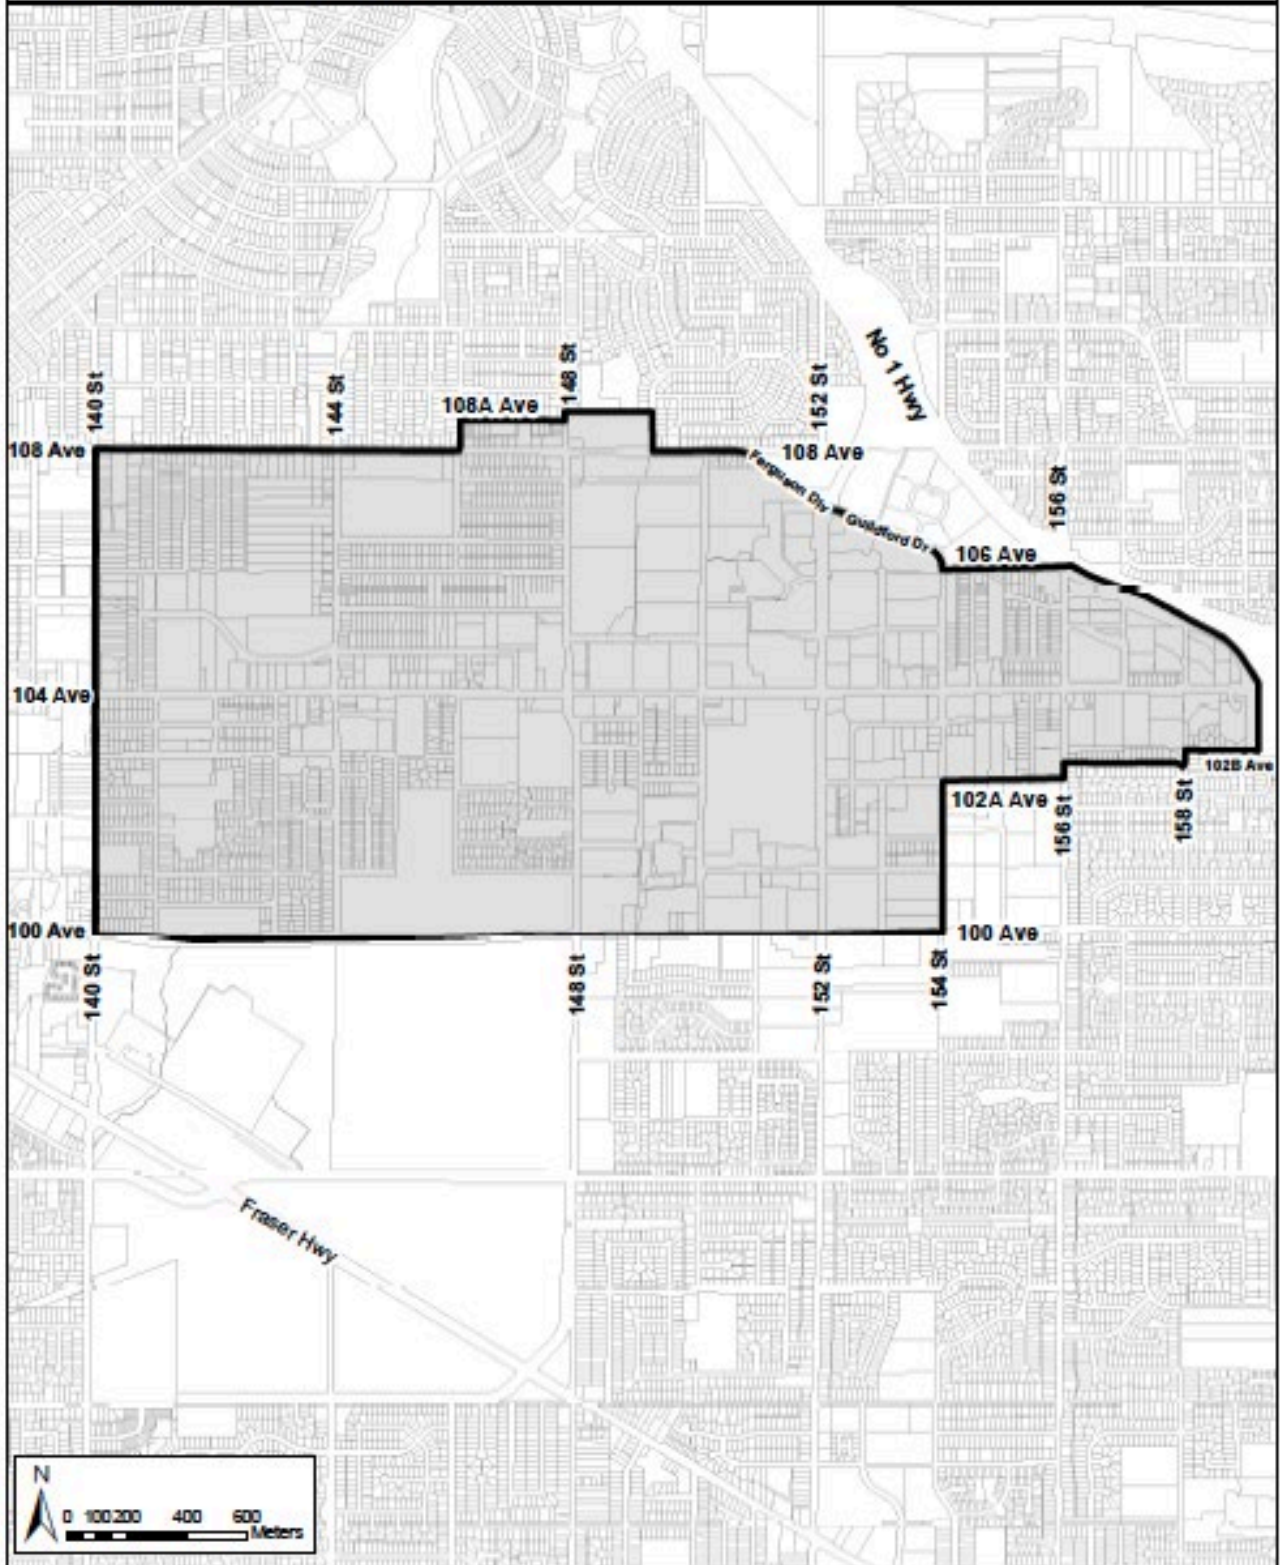 No 1 Hwy
140 St
144 St
108A Ave
148 St
152 St
108 Ave
108 Ave
Ferguson Div
Guildford Dr
156 St
106 Ave
104 Ave
102B Ave
102A Ave
156 St
158 St
100 Ave
100 Ave
140 St
148 St
152 St
154 St
Fraser Hwy
N
0 100 200 400 600
Meters